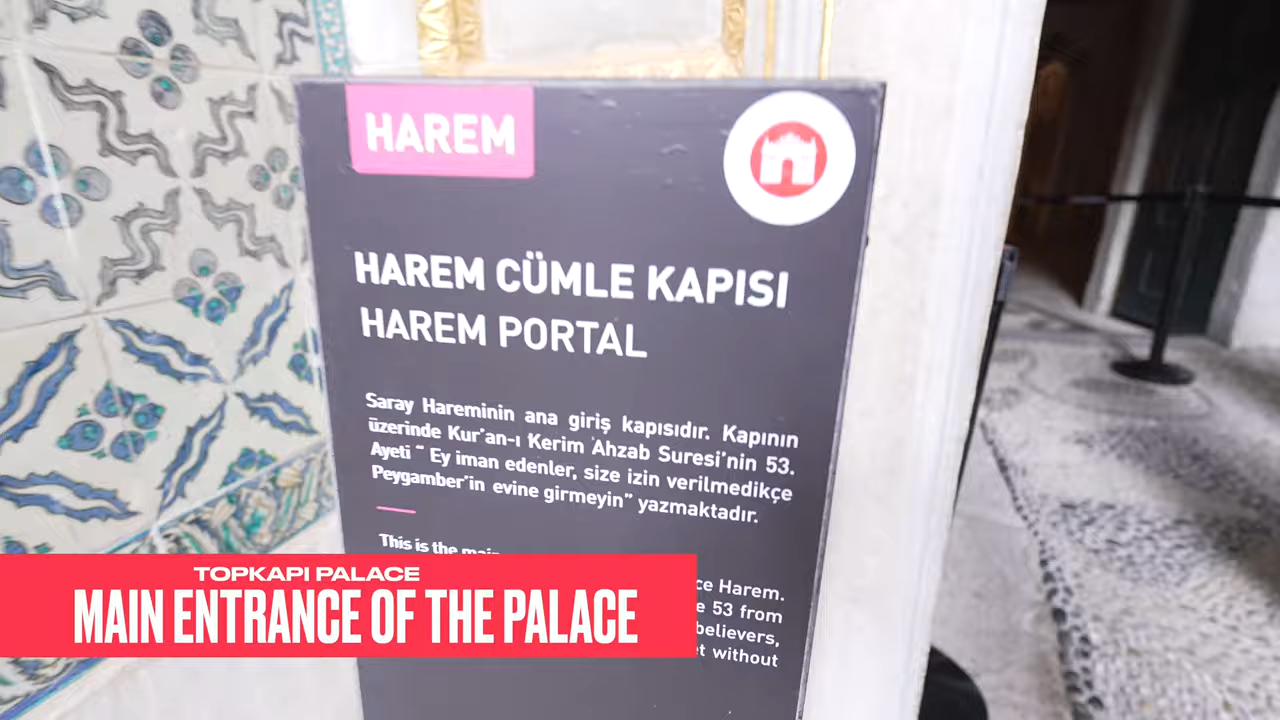 HAREM
HAREM CÜMLE KAPISI
HAREM PORTAL
Saray Hareminin ana giriş kapısıdır. Kapının
üzerinde Kur'an-ı Kerim Ahzab Suresi'nin 53.
Ayeti " Ey iman edenler, size izin verilmedikçe
Peygamber'in evine girmeyin" yazmaktadır.
This is the
Harem.
53 from
believers,
without
TOPKAPI PALACE
MAIN ENTRANCE OF THE PALACE